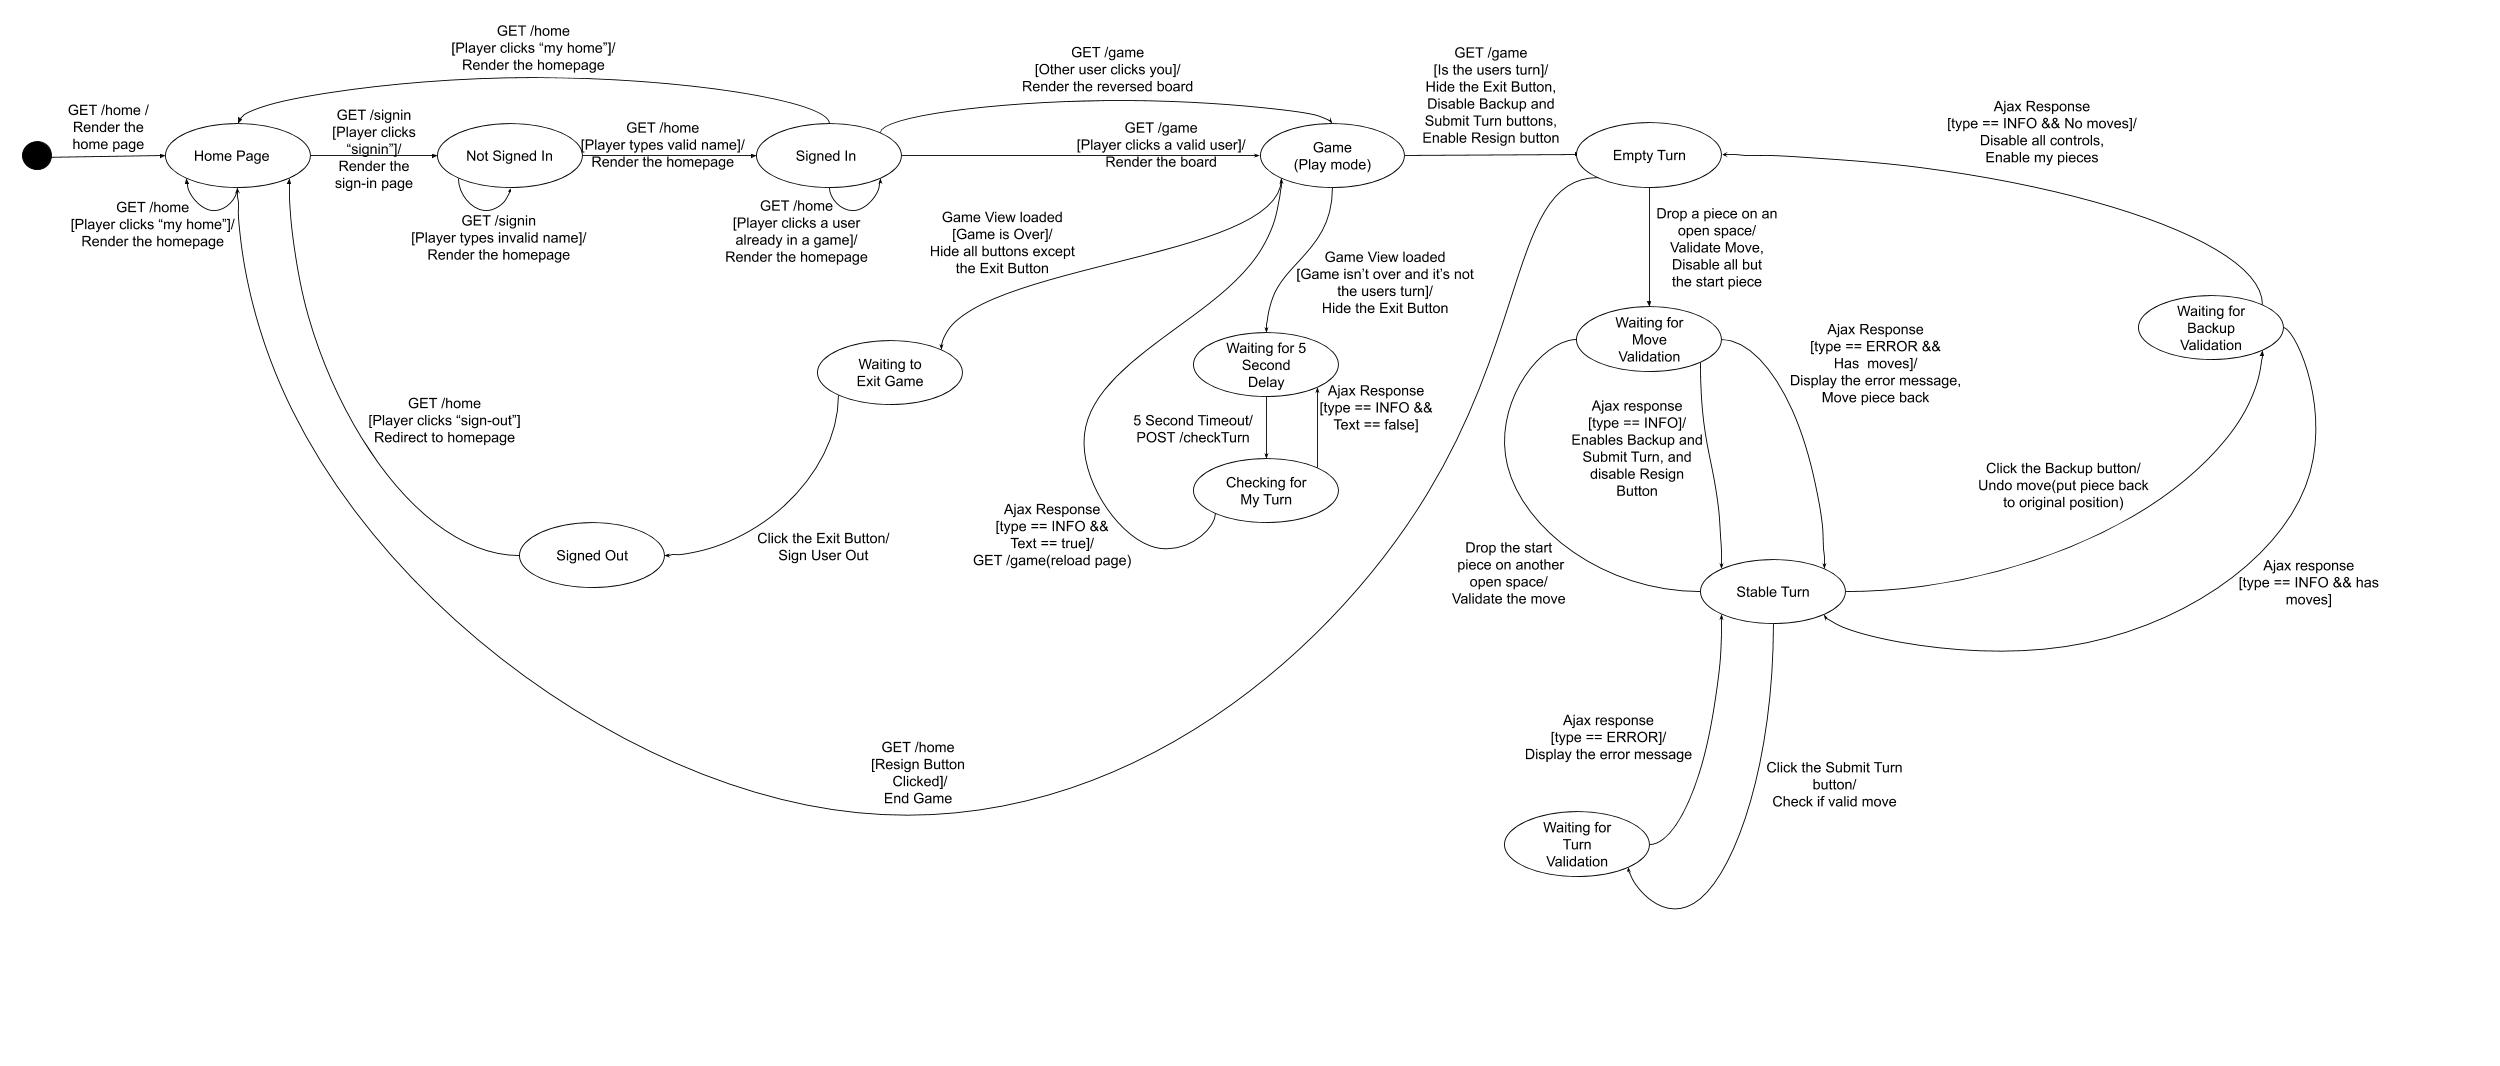 GET /home
[Player clicks “my home”]/
Render the homepage
GET /game
[Other user clicks you]/
Render the reversed board
GET /game
[Is the users turn]/
Hide the Exit Button,
Disable Backup and
Submit Turn buttons,
Enable Resign button
GET /home /
Render the
home page
GET /signin
[Player clicks
“signin”]/
Render the
sign-in page
GET /home
[Player types valid name]/
Render the homepage
GET /game
[Player clicks a valid user]/
Render the board
Ajax Response
[type == INFO && No moves]/
Disable all controls,
Enable my pieces
Home Page
Not Signed In
Signed In
Game
(Play mode)
Empty Turn
GET /home
[Player clicks “my home”]/
Render the homepage
GET /signin
[Player types invalid name]/
Render the homepage
GET /home
[Player clicks a user
already in a game]/
Render the homepage
Game View loaded
[Game is Over]/
Hide all buttons except
the Exit Button
Game View loaded
[Game isn’t over and it’s not
the users turn]/
Hide the Exit Button
Drop a piece on an
open space/
Validate Move,
Disable all but
the start piece
Waiting to
Exit Game
Waiting for 5
Second
Delay
Waiting for
Move
Validation
Ajax Response
[type == ERROR &&
Has  moves]/
Display the error message,
Move piece back
Waiting for
Backup
Validation
GET /home
[Player clicks “sign-out”]
Redirect to homepage
5 Second Timeout/
POST /checkTurn
Ajax Response
[type == INFO &&
Text == false]
Ajax response
[type == INFO]/
Enables Backup and
Submit Turn, and
disable Resign
Button
Click the Backup button/
Undo move(put piece back
to original position)
Checking for
My Turn
Signed Out
Click the Exit Button/
Sign User Out
Ajax Response
[type == INFO &&
Text == true]/
GET /game(reload page)
Drop the start
piece on another
open space/
Validate the move
Stable Turn
Ajax response
[type == INFO && has
moves]
GET /home
[Resign Button
Clicked]/
End Game
Ajax response
[type == ERROR]/
Display the error message
Click the Submit Turn
button/
Check if valid move
Waiting for
Turn
Validation